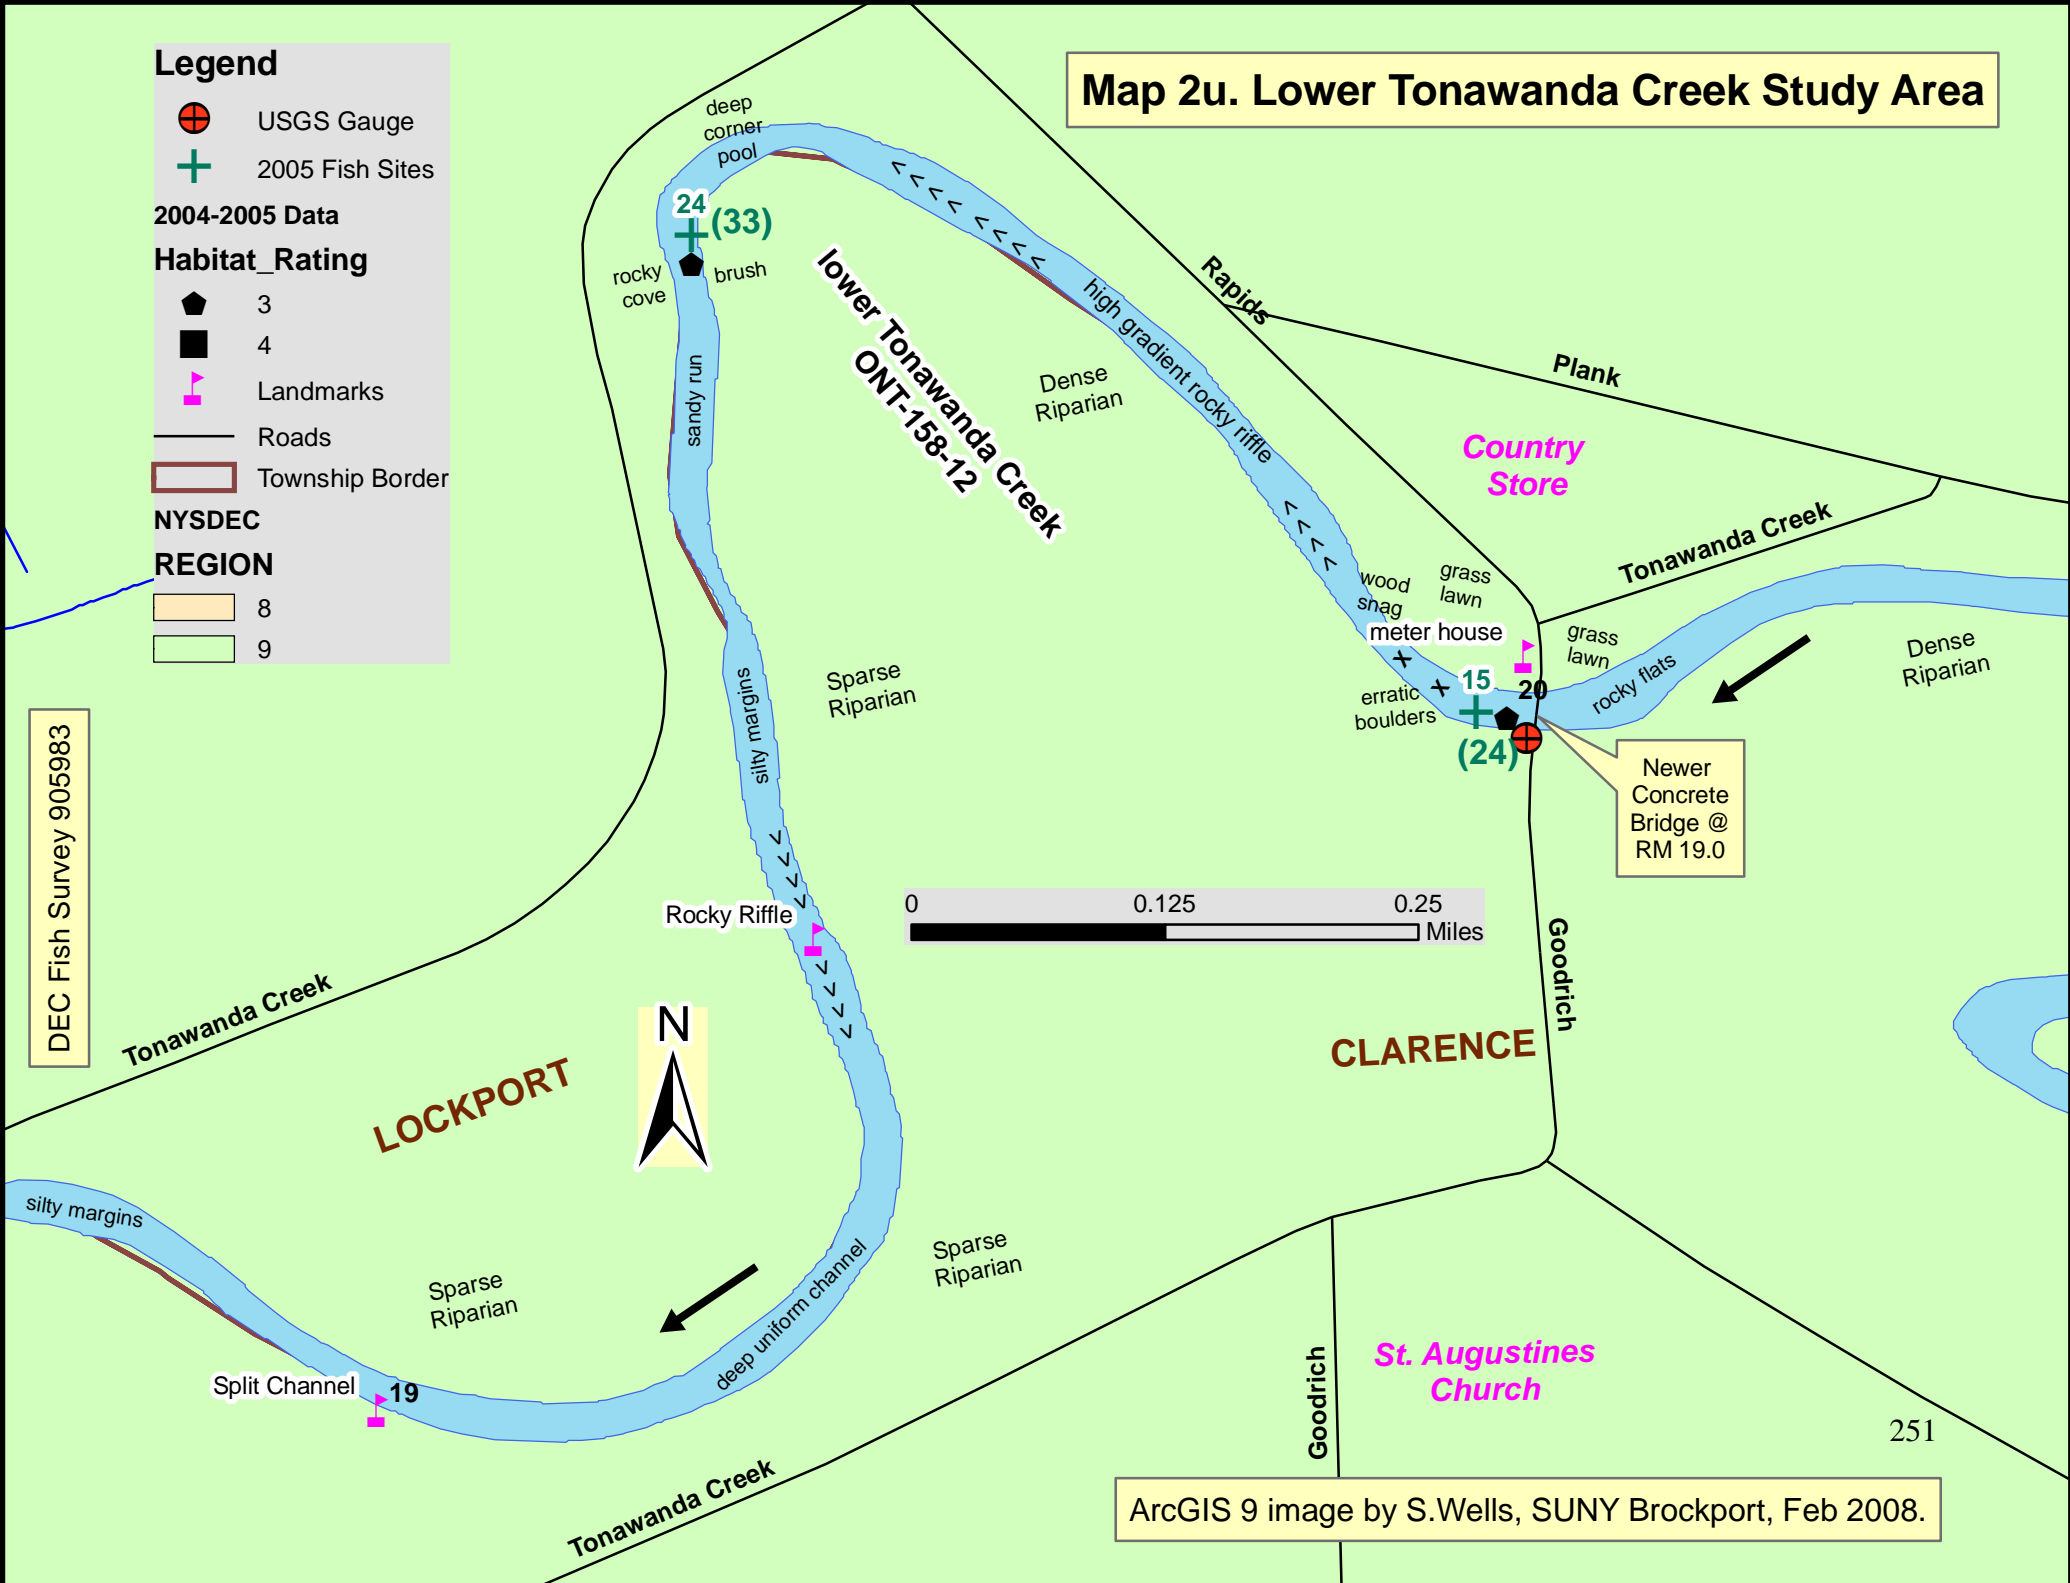 Legend
USGS Gauge
2005 Fish Sites
2004-2005 Data
Habitat_Rating
3
4
Landmarks
Roads
Township Border
NYSDEC
REGION
8
9
Map 2u. Lower Tonawanda Creek Study Area
deep
corner
pool
24
(33)
rocky
cove
brush
sandy run
lower Tonawanda Creek
ONT-158-12
< < < < < < < < <
high gradient rocky riffle
Dense
Riparian
Rapids
Plank
Country
Store
Tonawanda Creek
< < < < <
wood
snag
grass
lawn
meter house
grass
lawn
x
x
15
20
(24)
erratic
boulders
rocky flats
Dense
Riparian
Newer
Concrete
Bridge @
RM 19.0
silty margins
Sparse
Riparian
DEC Fish Survey 905983
> > > >
Rocky Riffle
> > > >
0
0.125
0.25
Miles
Goodrich
Tonawanda Creek
N
LOCKPORT
CLARENCE
silty margins
Sparse
Riparian
Sparse
Riparian
deep uniform channel
Split Channel
19
Tonawanda Creek
Goodrich
St. Augustines
Church
251
ArcGIS 9 image by S.Wells, SUNY Brockport, Feb 2008.